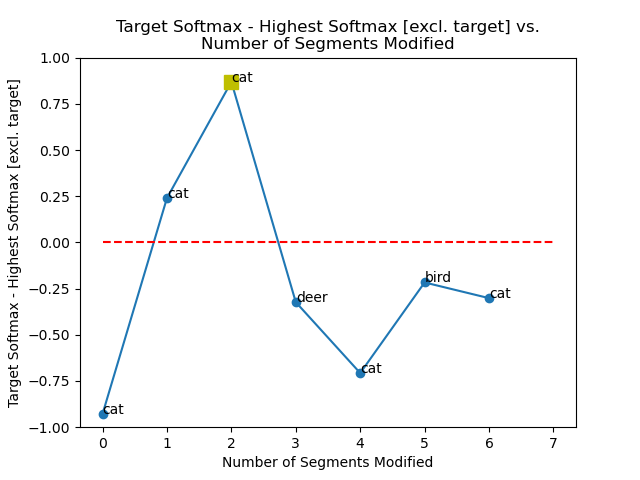 Target Softmax - Highest Softmax [excl. target] vs.
Number of Segments Modified
Target Softmax - Highest Softmax [excl. target]
1.00
0.75
0.50
0.25
0.00
−0.25
−0.50
−0.75
−1.00
cat
cat
cat
deer
cat
bird
cat
0 1 2 3 4 5 6 7
Number of Segments Modified